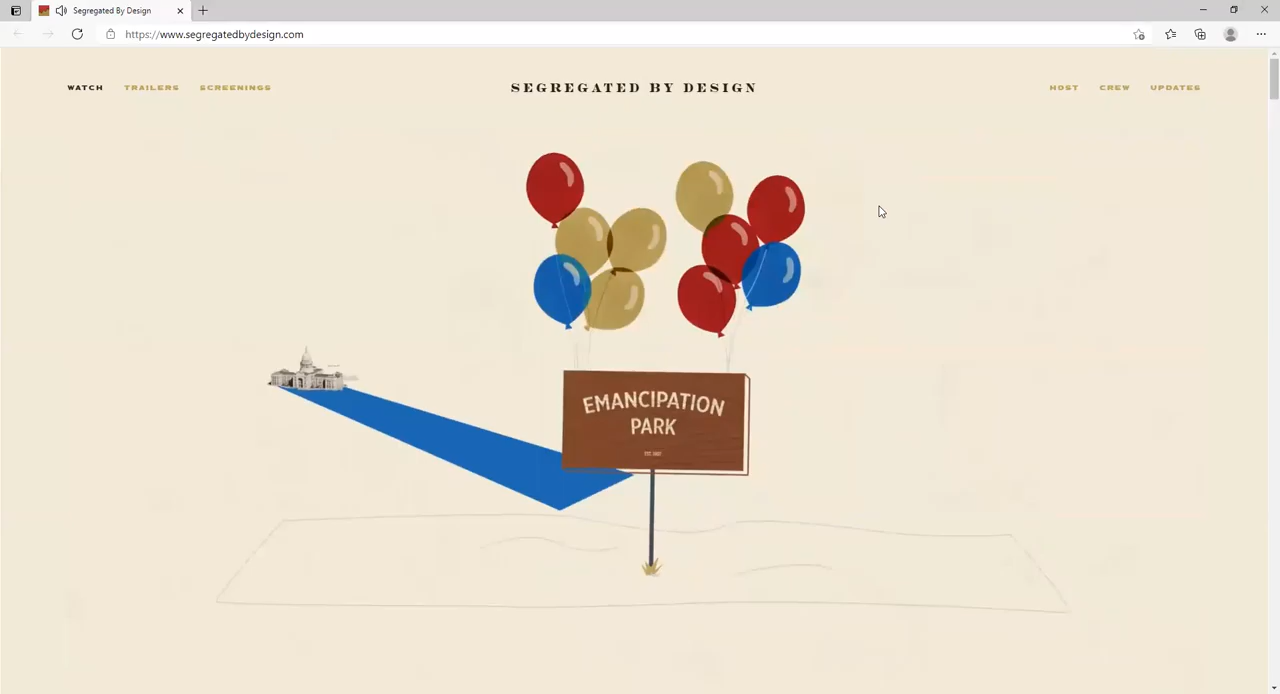 Segregated By Design
https://www.segregatedbydesign.com
WATCH TRAILERS SCREENINGS SEGREGATED BY DESIGN HOST CREW UPDATES
EMANCIPATION
PARK